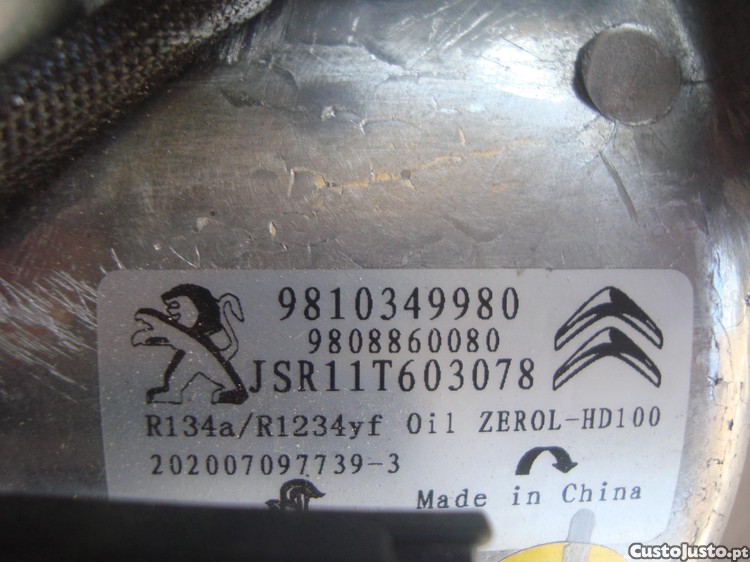 9810349980
9808860080
JSR11T603078
R134a/R1234yf Oil ZEROL-HD100
202007097739-3
Made in China
CustoJusto.pt